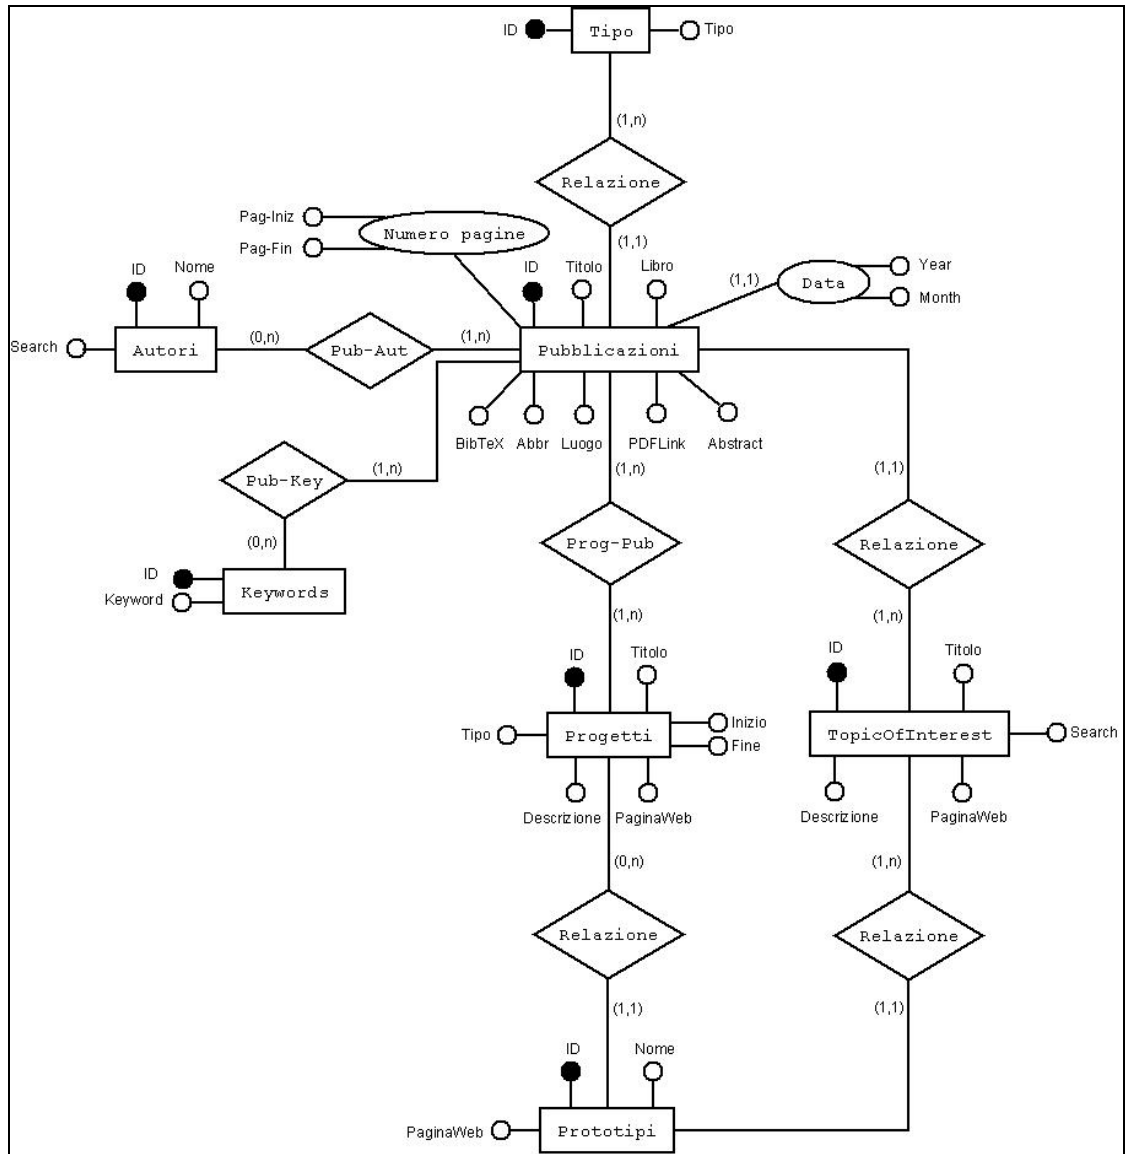 ID Tipo Tipo
(1,n)
Relazione
Pag-Iniz
Numero pagine
Pag-Fin
(1,1)
ID Nome
ID Titolo Libro
(1,1) Data
Year
Month
Search Autori (0,n) Pub-Aut (1,n) Pubblicazioni
BibTeX Abbr Luogo PDFLink Abstract
Pub-Key (1,n)
(1,n)
(1,1)
(0,n)
Prog-Pub
Relazione
ID
Keyword
Keywords
(1,n)
(1,n)
ID Titolo
ID Titolo
Tipo Progetti
Inizio
Fine
TopicOfInterest Search
Descrizione PaginaWeb
Descrizione PaginaWeb
(0,n)
(1,n)
Relazione
Relazione
(1,1)
(1,1)
ID Nome
PaginaWeb Prototipi